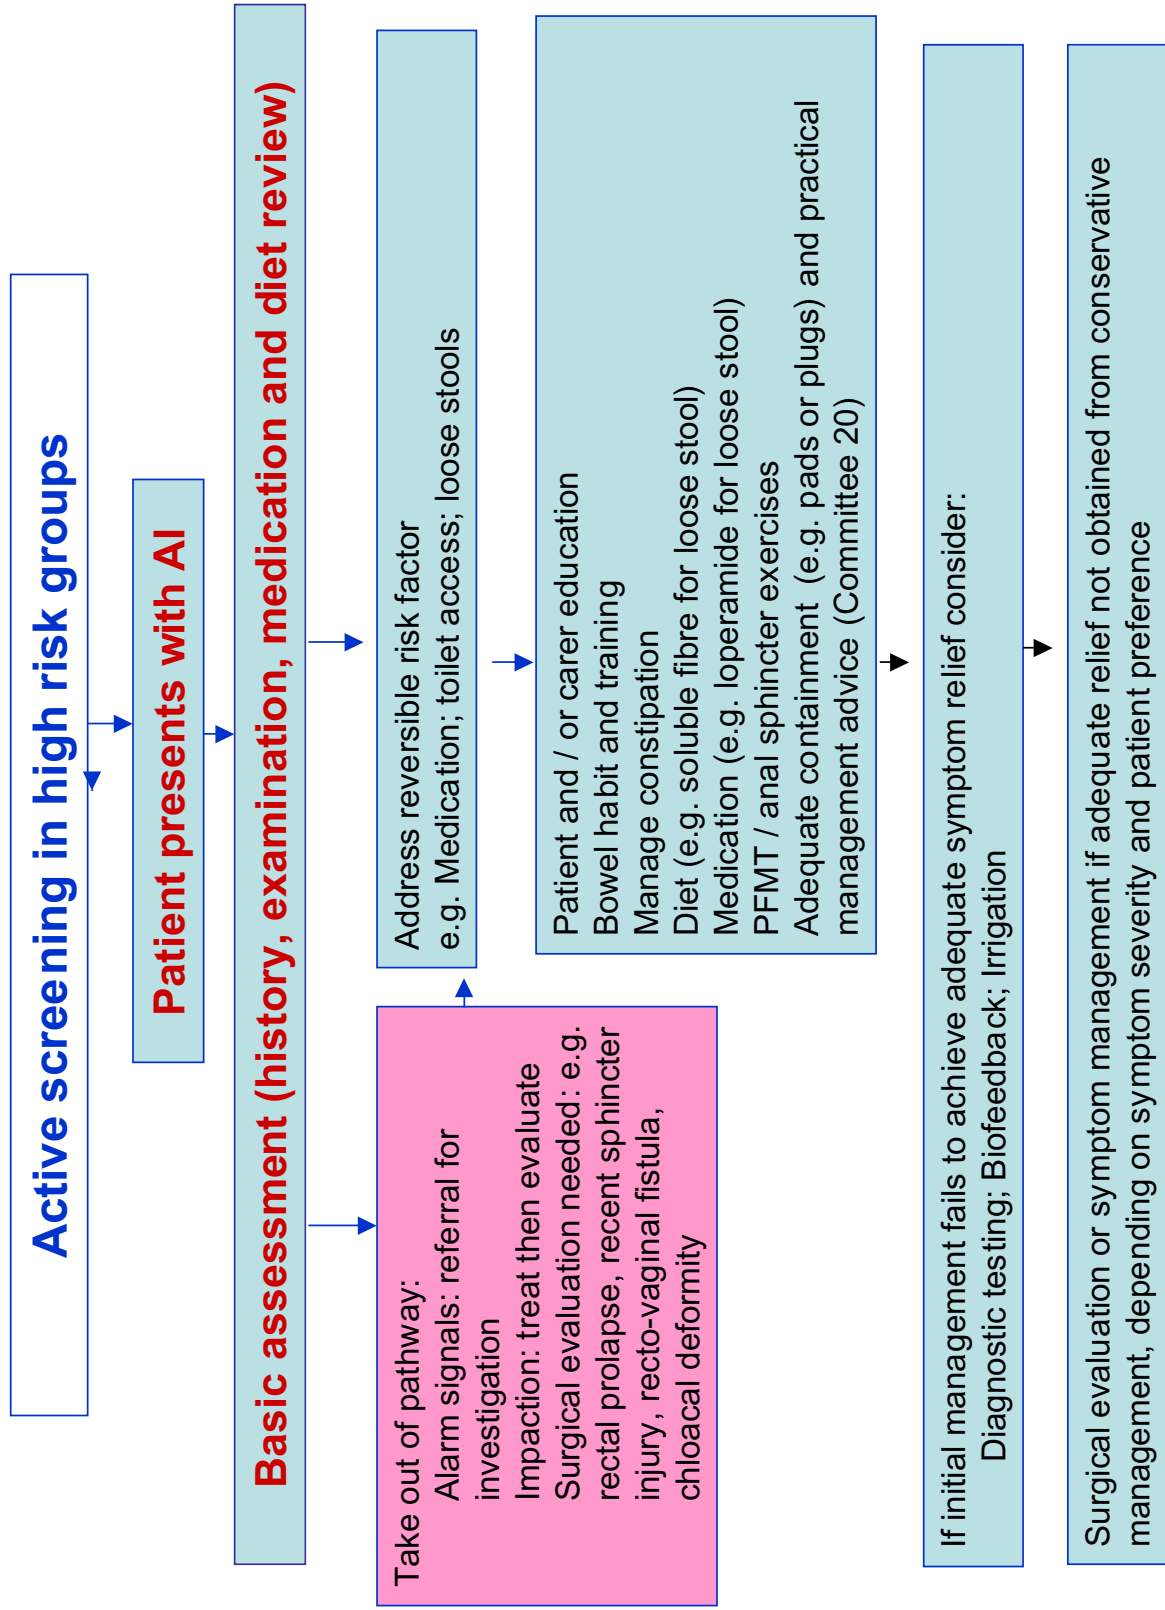 Active screening in high risk groups
Patient presents with AI
Basic assessment (history, examination, medication and diet review)
Take out of pathway:
Alarm signals: referral for
investigation
Impaction: treat then evaluate
Surgical evaluation needed: e.g.
rectal prolapse, recent sphincter
injury, recto-vaginal fistula,
chloacal deformity
Address reversible risk factor
e.g. Medication; toilet access; loose stools
Patient and / or carer education
Bowel habit and training
Manage constipation
Diet (e.g. soluble fibre for loose stool)
Medication (e.g. loperamide for loose stool)
PFMT / anal sphincter exercises
Adequate containment (e.g. pads or plugs) and practical
management advice (Committee 20)
If initial management fails to achieve adequate symptom relief consider:
Diagnostic testing; Biofeedback; Irrigation
Surgical evaluation or symptom management if adequate relief not obtained from conservative
management, depending on symptom severity and patient preference